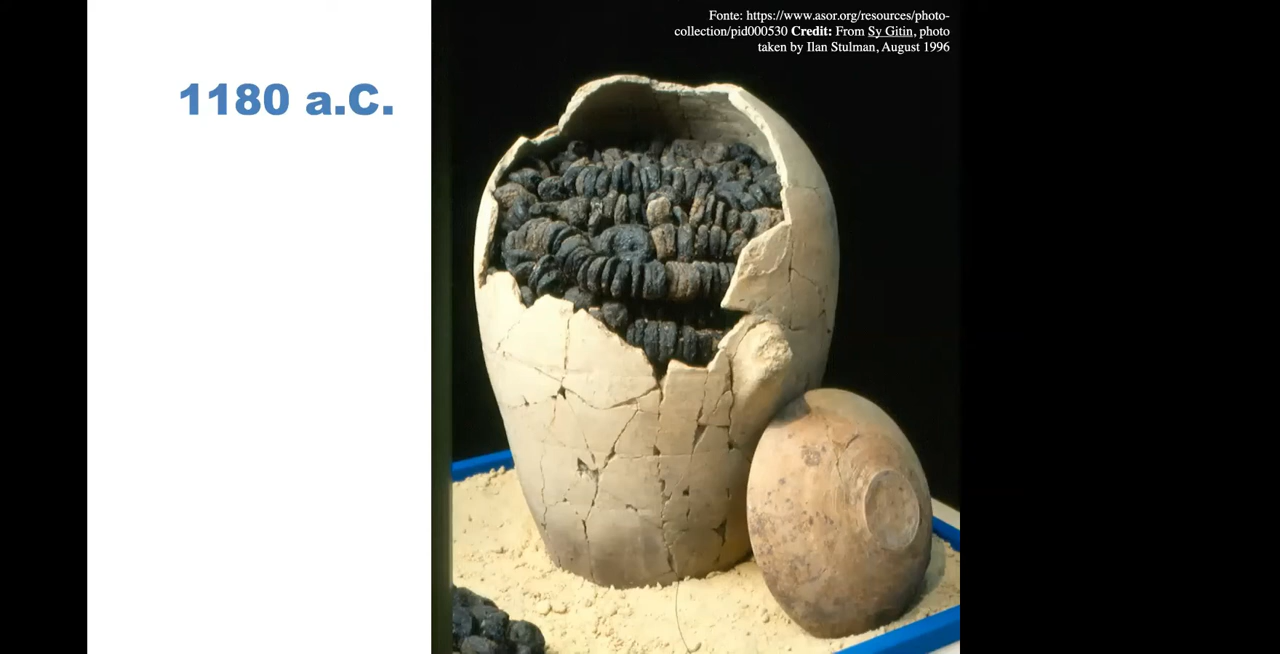 1180 a.C.
Fonte: https://www.asor.org/resources/photo-
collection/pid000530 Credit: From Sy Gitin, photo
taken by Ilan Stulman, August 1996